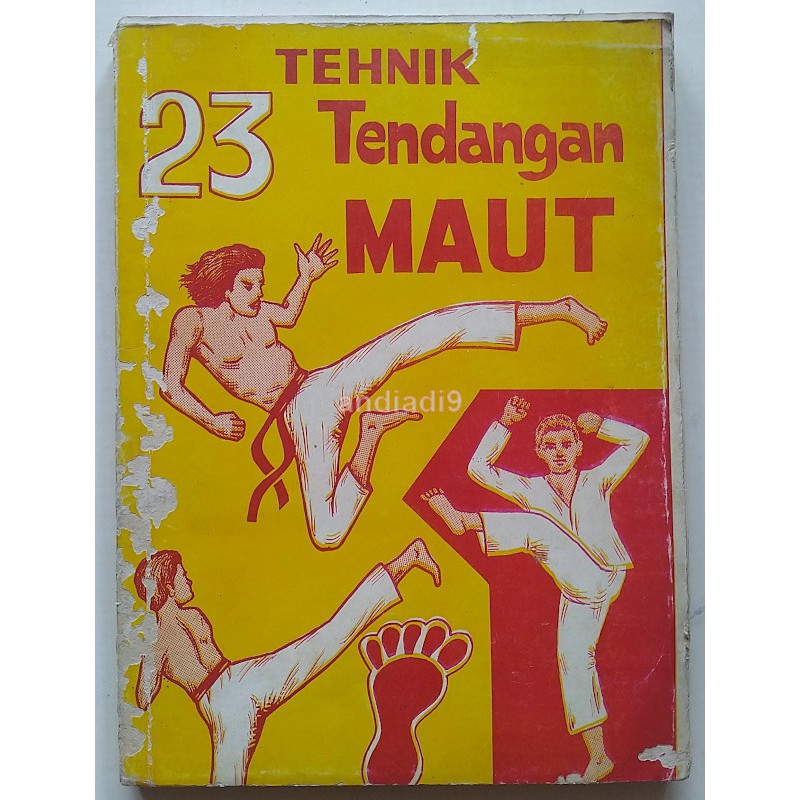 TEHNIK
23 Tendangan
MAUT
andiadi9